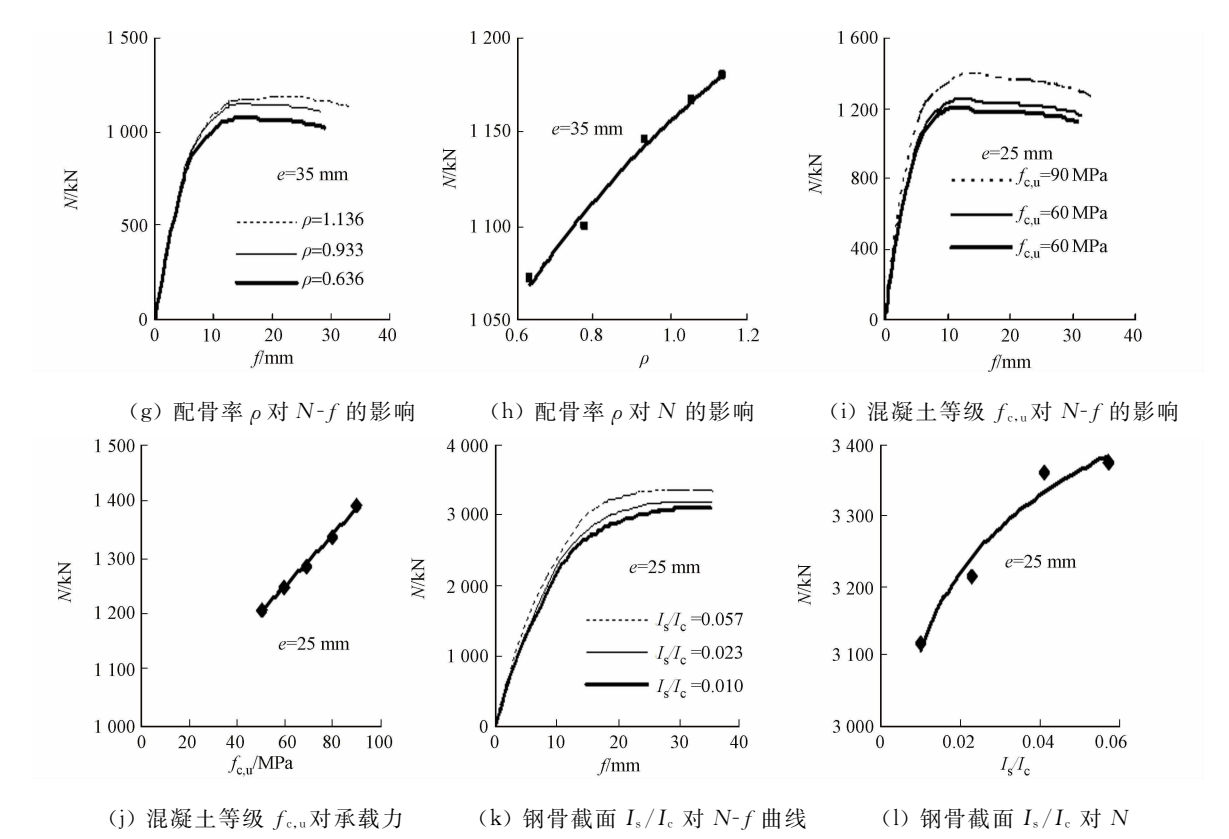 1 500
1 000
500
0
N/kN
e=35 mm
ρ=1.136
ρ=0.933
ρ=0.636
0 10 20 30 40
f/mm
(g) 配骨率 ρ 对 N-f 的影响
1 200
1 150
1 100
1 050
N/kN
e=35 mm
0.6 0.8 1.0 1.2
ρ
(h) 配骨率 ρ 对 N 的影响
1 600
1 200
800
400
0
N/kN
e=25 mm
fc,u=90 MPa
fc,u=60 MPa
fc,u=60 MPa
0 10 20 30 40
f/mm
(i) 混凝土等级 fc,u 对 N-f 的影响
1 500
1 400
1 300
1 200
1 100
1 000
N/kN
e=25 mm
0 20 40 60 80 100
fc,u/MPa
(j) 混凝土等级 fc,u 对承载力
4 000
3 000
2 000
1 000
0
N/kN
e=25 mm
Is/Ic=0.057
Is/Ic=0.023
Is/Ic=0.010
0 10 20 30 40
f/mm
(k) 钢骨截面 Is/Ic 对 N-f 曲线
3 400
3 300
3 200
3 100
3 000
N/kN
e=25 mm
0 0.02 0.04 0.06
Is/Ic
(l) 钢骨截面 Is/Ic 对 N